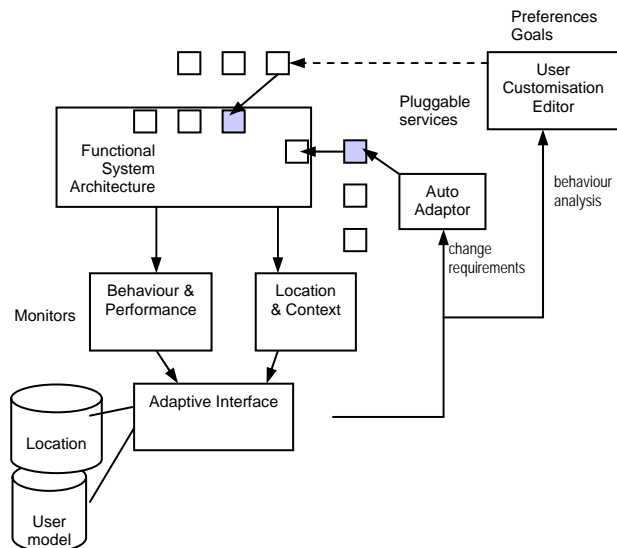 Preferences
Goals
User
Customisation
Editor
Pluggable
services
Functional
System
Architecture
Auto
Adaptor
behaviour
analysis
change
requirements
Monitors
Behaviour &
Performance
Location
& Context
Adaptive Interface
Location
User
model